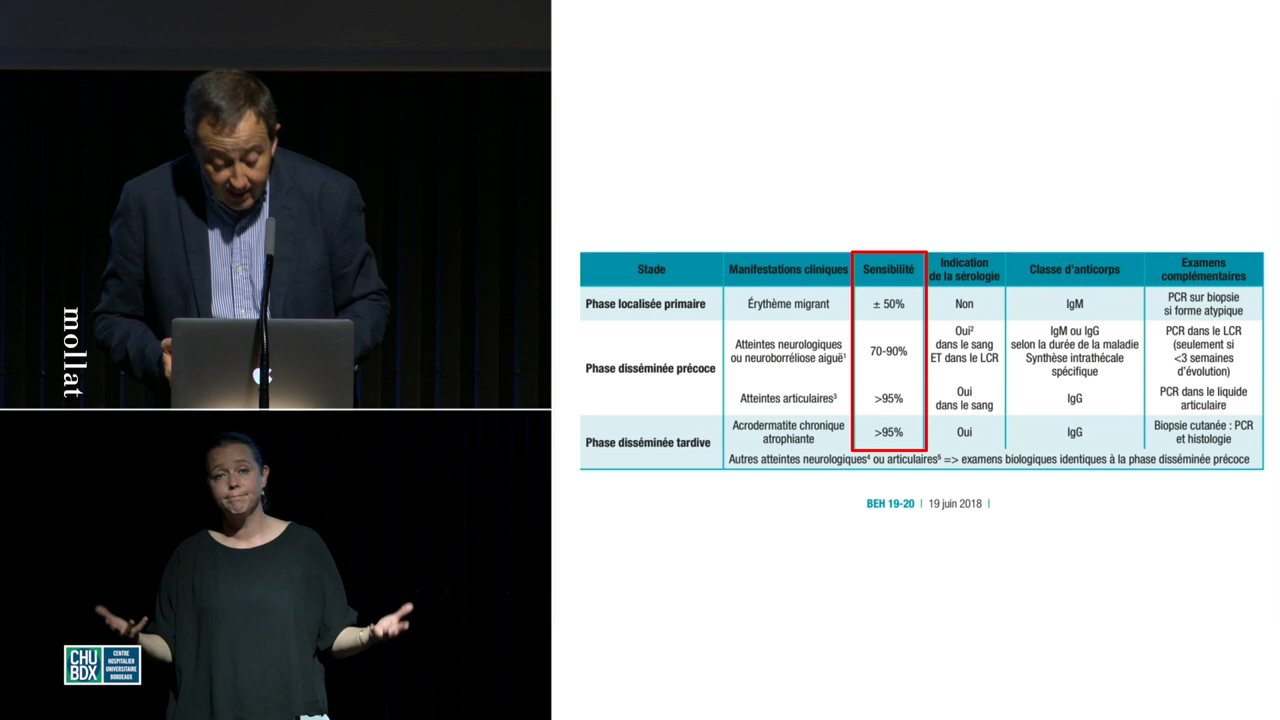 mollat
CHU
BDX
CENTRE
HOSPITALIER
UNIVERSITAIRE
BORDEAUX
Stade
Manifestations cliniques
Sensibilité
Indication
de la sérologie
Classe d'anticorps
Examens
complémentaires
Phase localisée primaire
Érythème migrant
± 50%
Non
IgM
PCR sur biopsie
si forme atypique
Phase disséminée précoce
Atteintes neurologiques
ou neuroborréliose aiguë¹
70-90%
Oui²
dans le sang
ET dans le LCR
IgM ou IgG
selon la durée de la maladie
Synthèse intrathécale
spécifique
PCR dans le LCR
(seulement si
<3 semaines
d'évolution)
Atteintes articulaires³
>95%
Oui
dans le sang
IgG
PCR dans le liquide
articulaire
Phase disséminée tardive
Acrodermatite chronique
atrophiante
>95%
Oui
IgG
Biopsie cutanée : PCR
et histologie
Autres atteintes neurologiques⁴ ou articulaires⁵ => examens biologiques identiques à la phase disséminée précoce
BEH 19-20 | 19 juin 2018 |